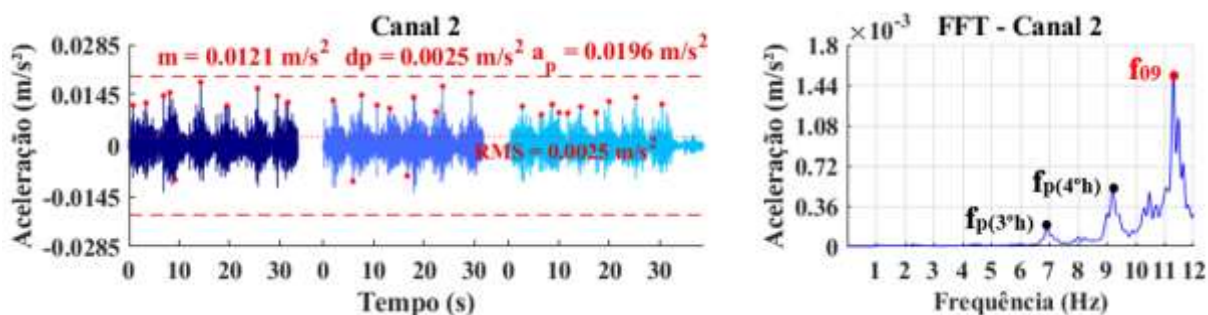 Canal 2
Aceleração (m/s²)
0.0285
0.0145
0
-0.0145
-0.0285
m = 0.0121 m/s² dp = 0.0025 m/s² aₚ = 0.0196 m/s²
RMS = 0.0025 m/s²
0 10 20 30 0 10 20 30 0 10 20 30
Tempo (s)
×10⁻³ FFT - Canal 2
Aceleração (m/s²)
1.8
1.44
1.08
0.72
0.36
0
f09
fp(4ºh)
fp(3ºh)
1 2 3 4 5 6 7 8 9 10 11 12
Frequência (Hz)